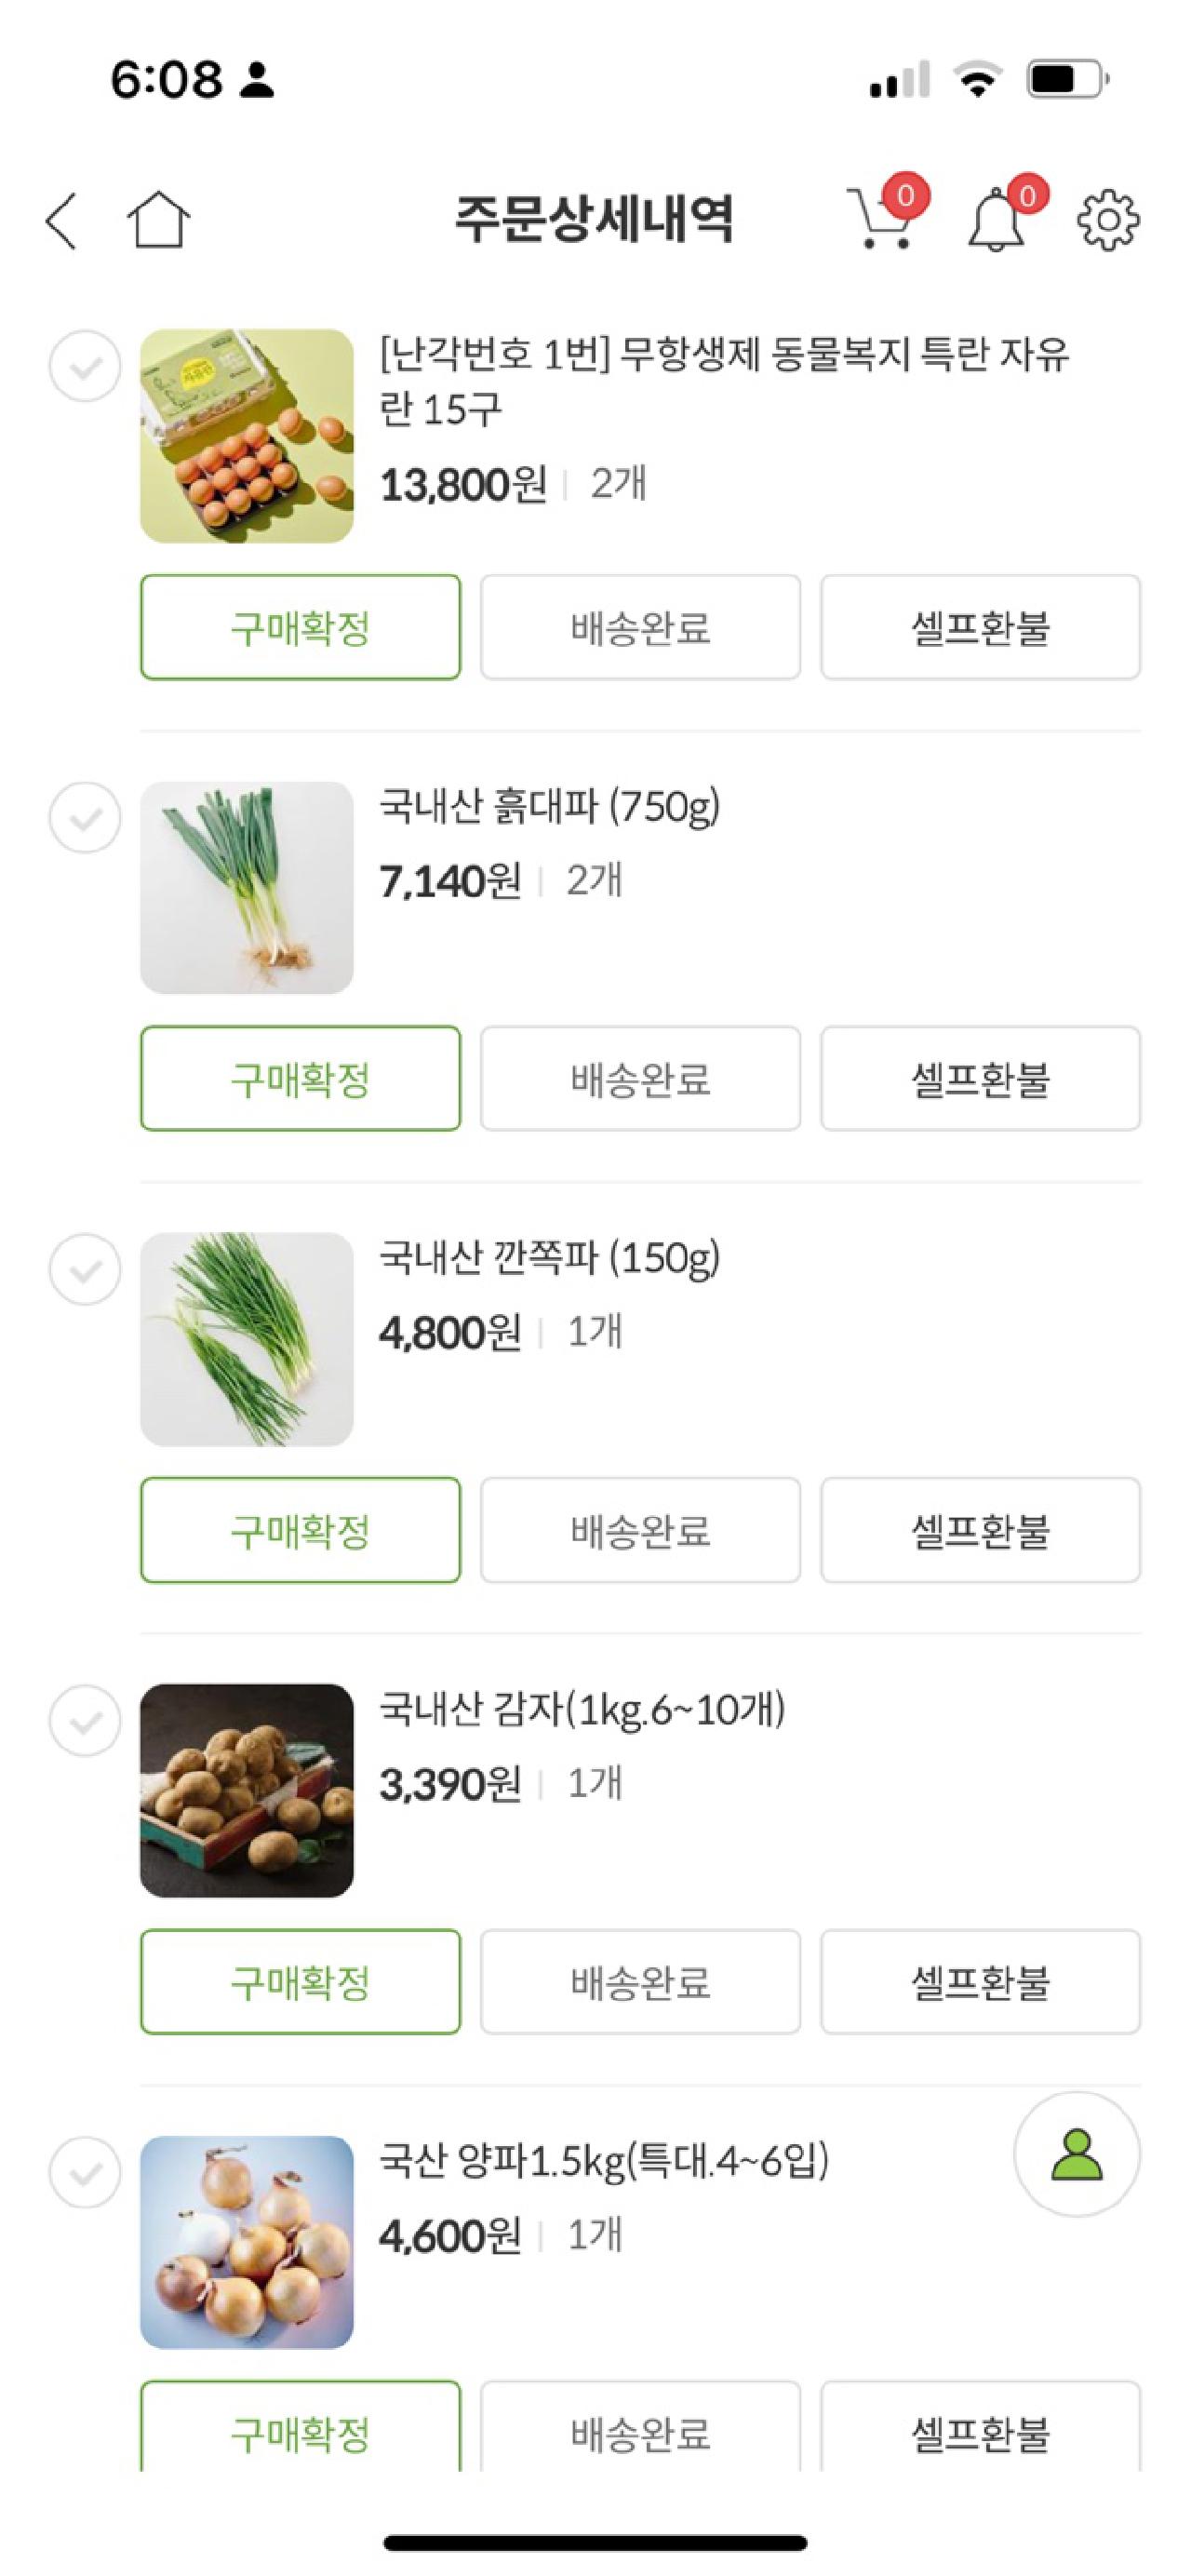 6:08
주문상세내역
0
0
[난각번호 1번] 무항생제 동물복지 특란 자유
란 15구
13,800원 2개
구매확정 배송완료 셀프환불
국내산 흙대파 (750g)
7,140원 2개
구매확정 배송완료 셀프환불
국내산 깐쪽파 (150g)
4,800원 1개
구매확정 배송완료 셀프환불
국내산 감자(1kg.6~10개)
3,390원 1개
구매확정 배송완료 셀프환불
국산 양파1.5kg(특대.4~6입)
4,600원 1개
구매확정 배송완료 셀프환불